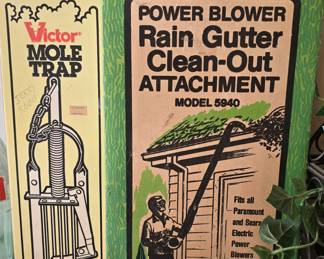 Victor
MOLE
TRAP
POWER BLOWER
Rain Gutter
Clean-Out
ATTACHMENT
MODEL 5940
Fits all
Paramount
and Sears
Electric
Power
Blowers